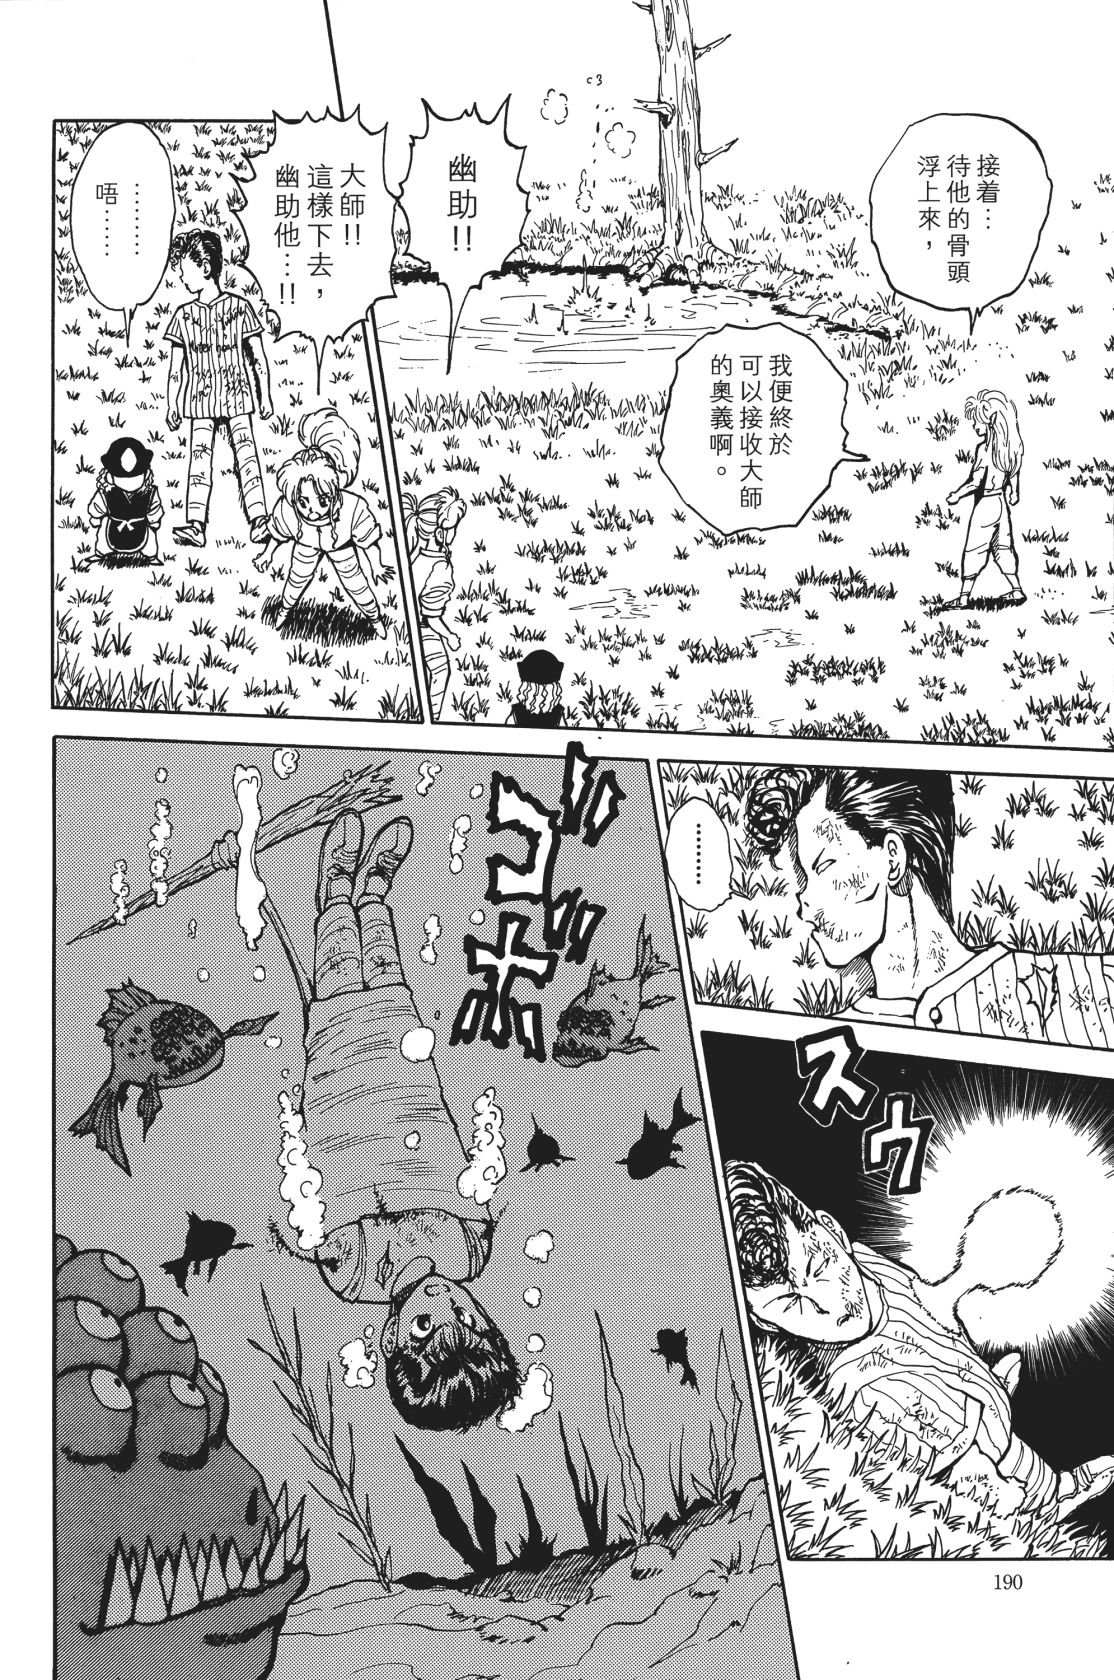 接着…
待他的骨頭
浮上來，
我便終於
可以接收大師
的奧義啊。
幽助!!
大師!!
這樣下去，
幽助他…!!
………
唔……
………
スウ
ゴボ
190